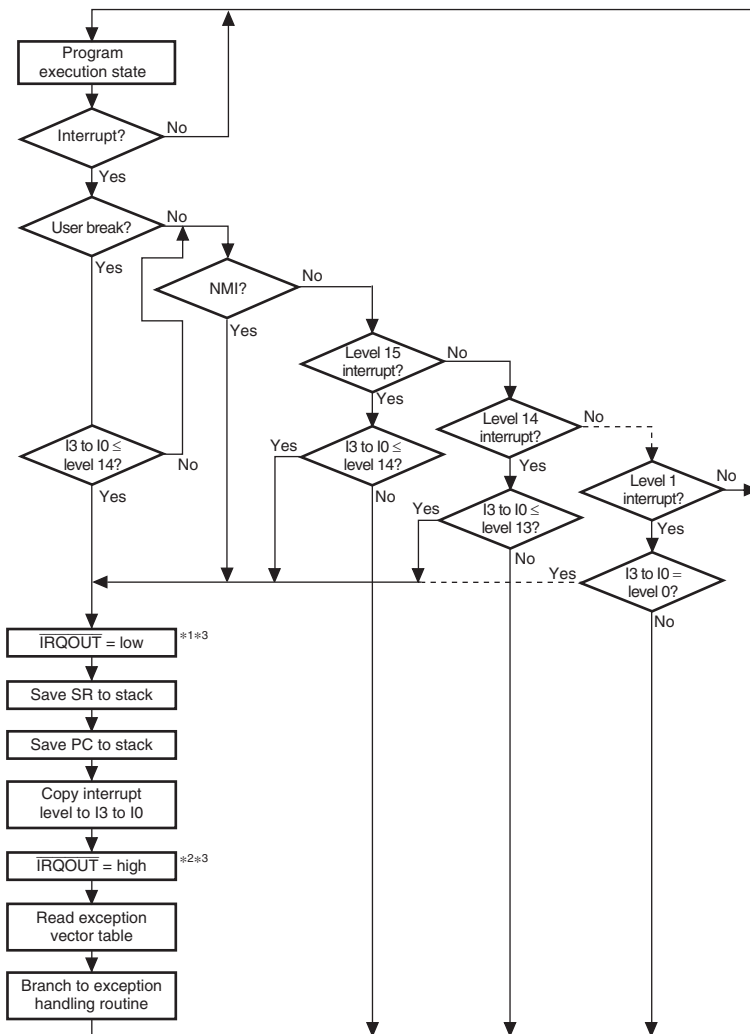 Program
execution state
Interrupt?
No
Yes
User break?
No
Yes
NMI?
No
Yes
Level 15
interrupt?
No
Yes
Level 14
interrupt?
No
Yes
I3 to I0 ≤
level 14?
No
Yes
I3 to I0 ≤
level 14?
Yes
No
Level 1
interrupt?
No
Yes
I3 to I0 ≤
level 13?
Yes
No
I3 to I0 =
level 0?
Yes
No
IRQOUT = low *1*3
Save SR to stack
Save PC to stack
Copy interrupt
level to I3 to I0
IRQOUT = high *2*3
Read exception
vector table
Branch to exception
handling routine